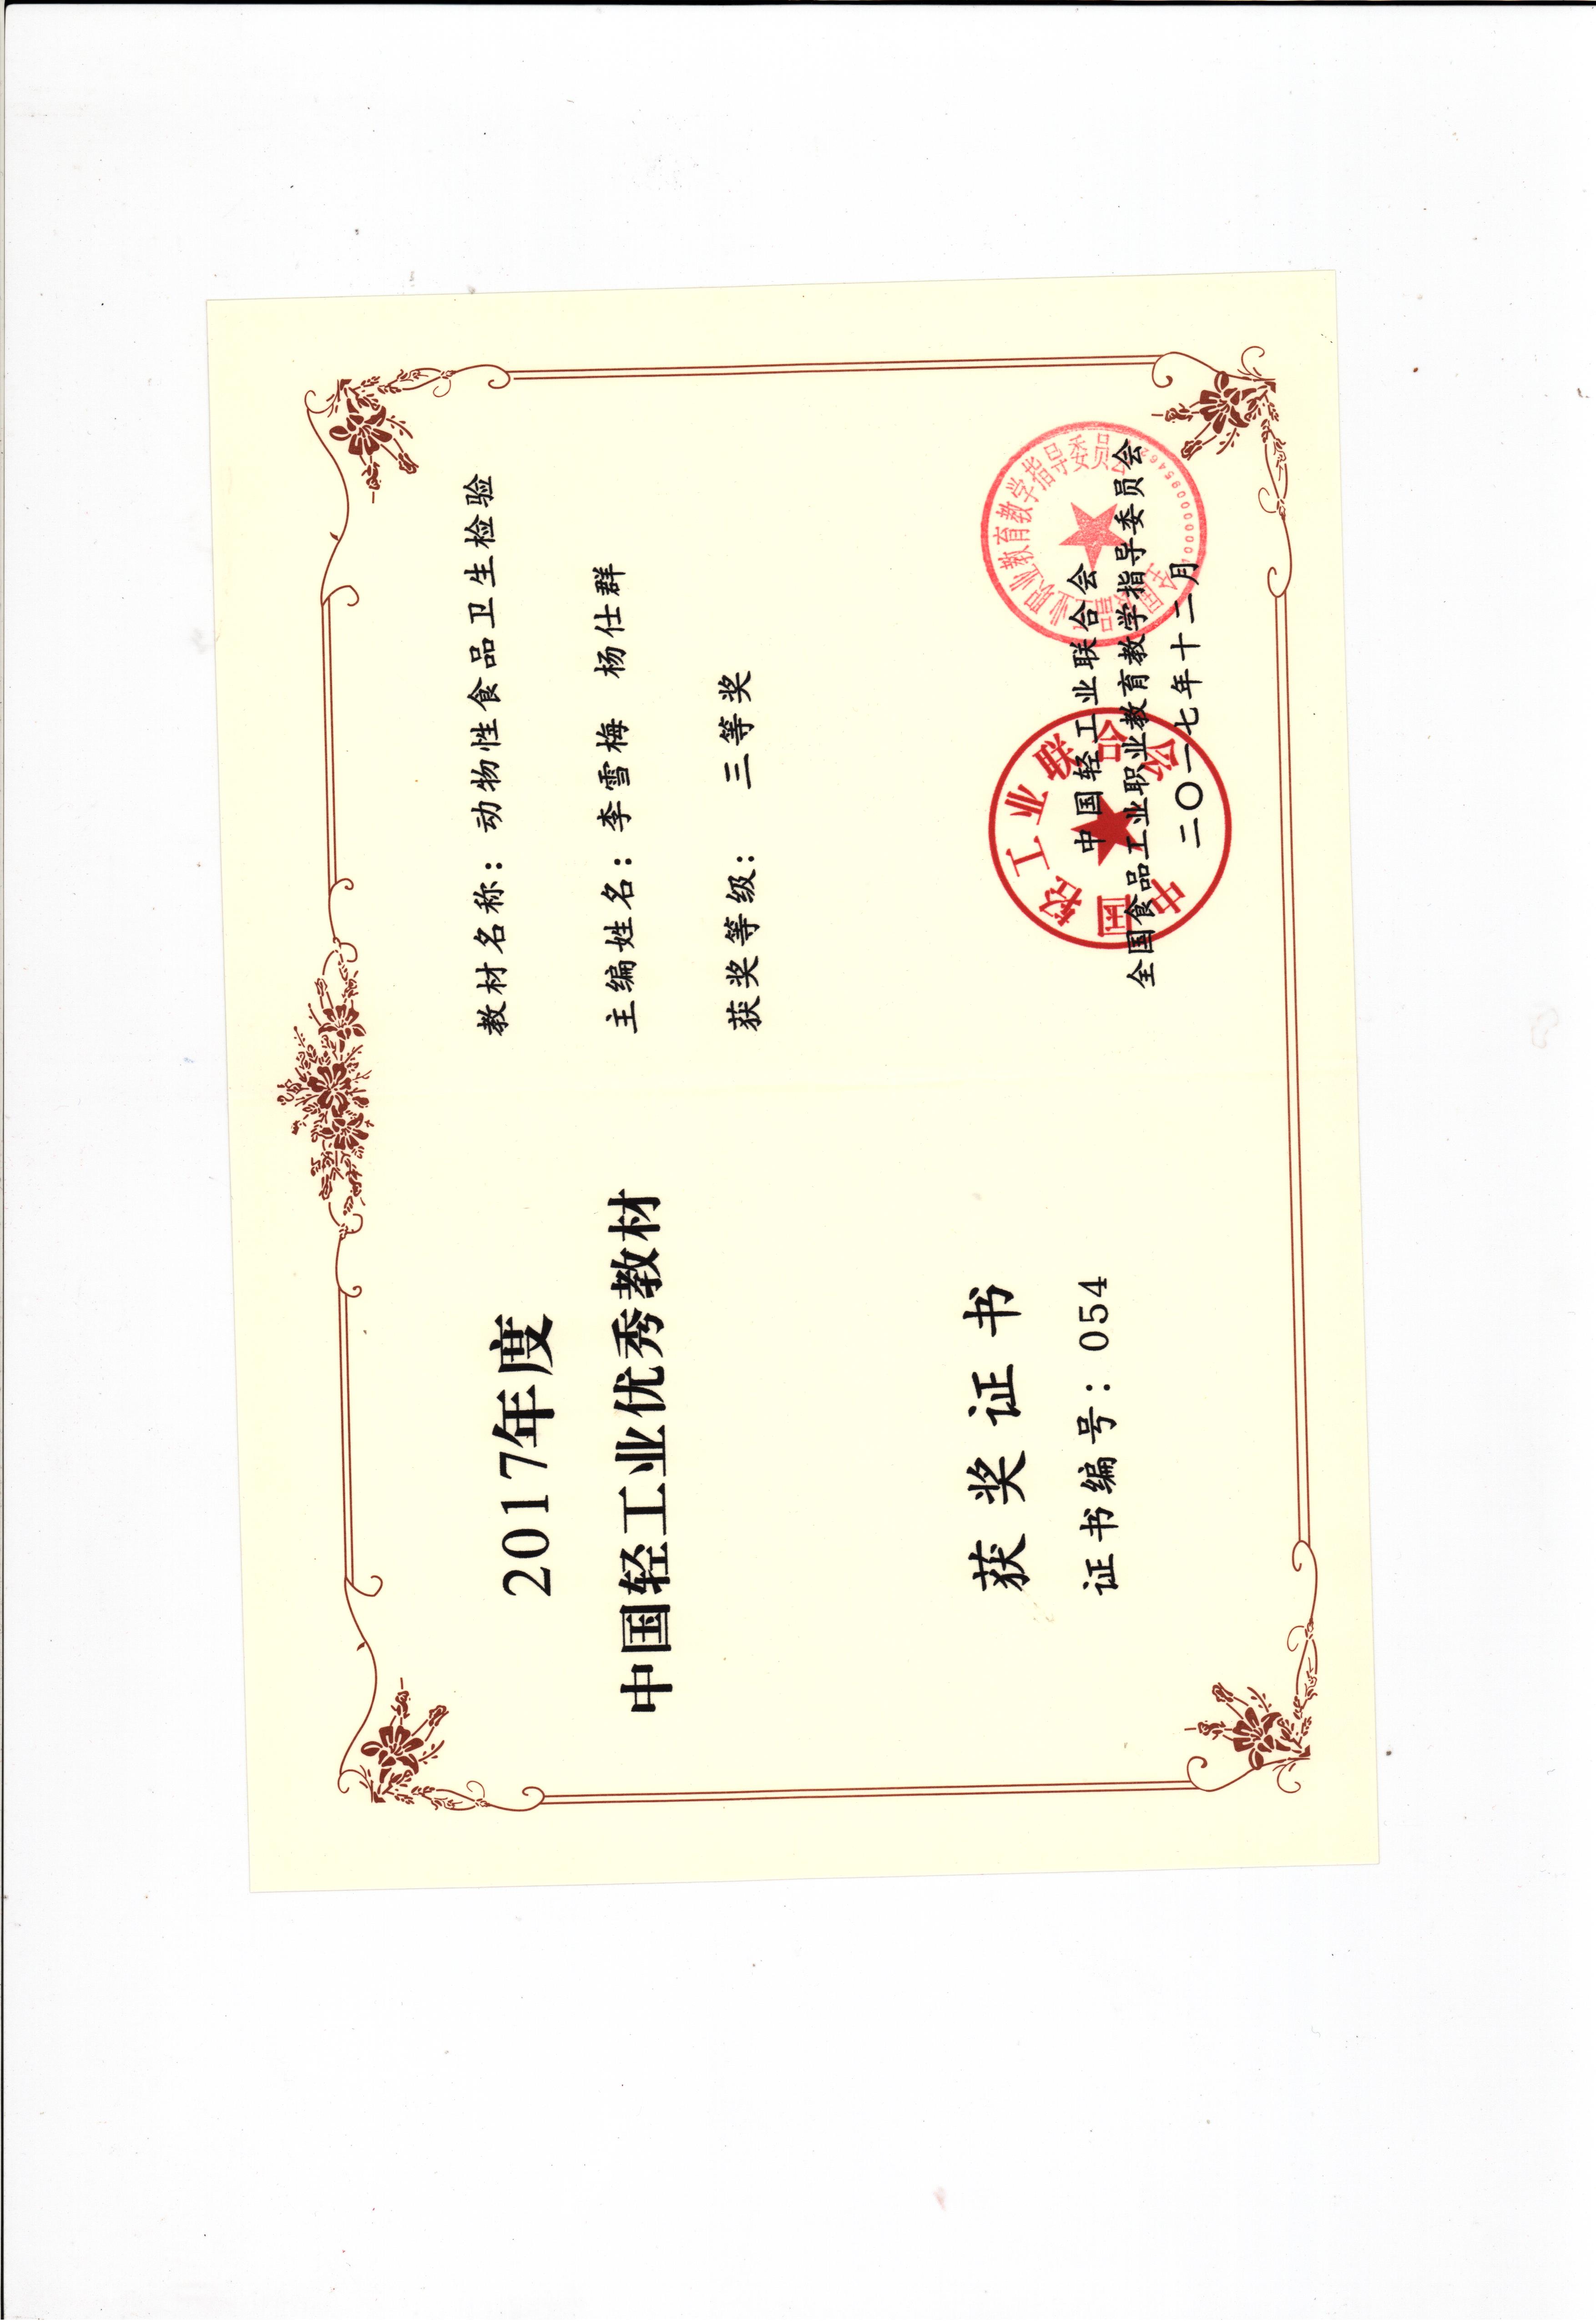 2017年度
中国轻工业优秀教材
获奖证书
证书编号：054
教材名称：动物性食品卫生检验
主编姓名：李雪梅 杨仕群
获奖等级： 三等奖
中国轻工业联合会
全国食品工业职业教育教学指导委员会
二〇一七年十二月
中国轻工业联合会
全国食品工业职业教育教学指导委员会